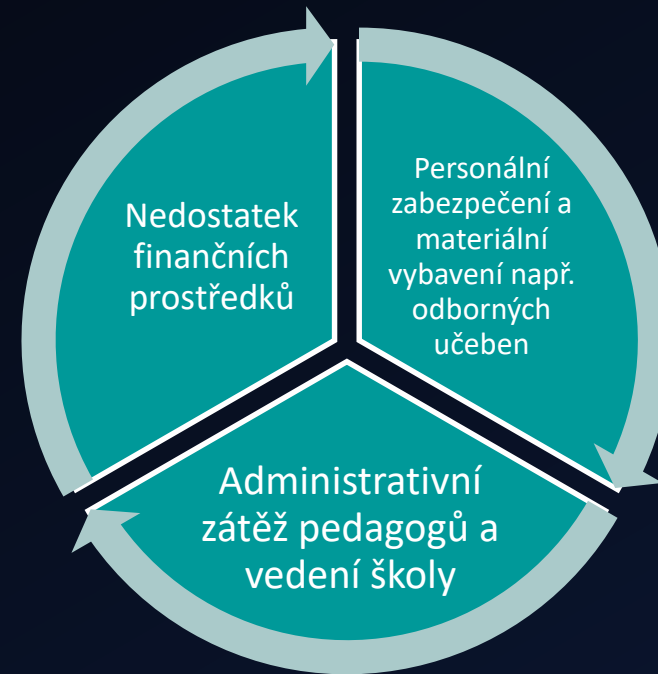 Nedostatek
finančních
prostředků
Personální
zabezpečení a
materiální
vybavení např.
odborných
učeben
Administrativní
zátěž pedagogů a
vedení školy